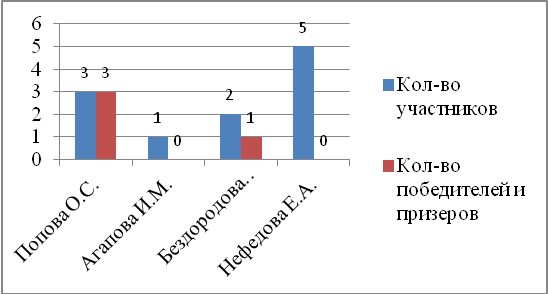 6
5
4
3
2
1
0
3
3
1
0
2
1
5
0
Попова О.С.
Агапова И.М.
Бездородова..
Нефедова Е.А.
Кол-во
участников
Кол-во
победителей и
призеров